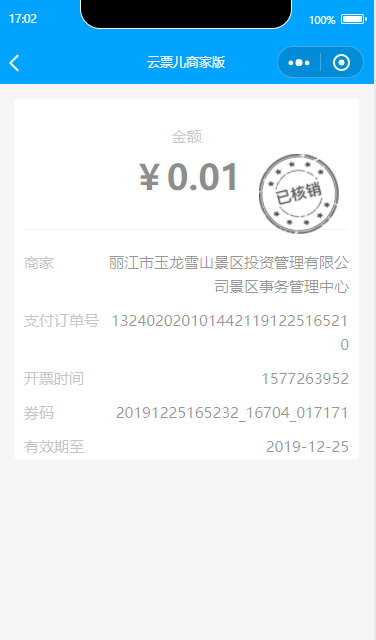 17:02
100%
云票儿商家版
金额
￥0.01
已核销
商家
丽江市玉龙雪山景区投资管理有限公
司景区事务管理中心
支付订单号
132402020101442119122516521
0
开票时间
1577263952
券码
20191225165232_16704_017171
有效期至
2019-12-25